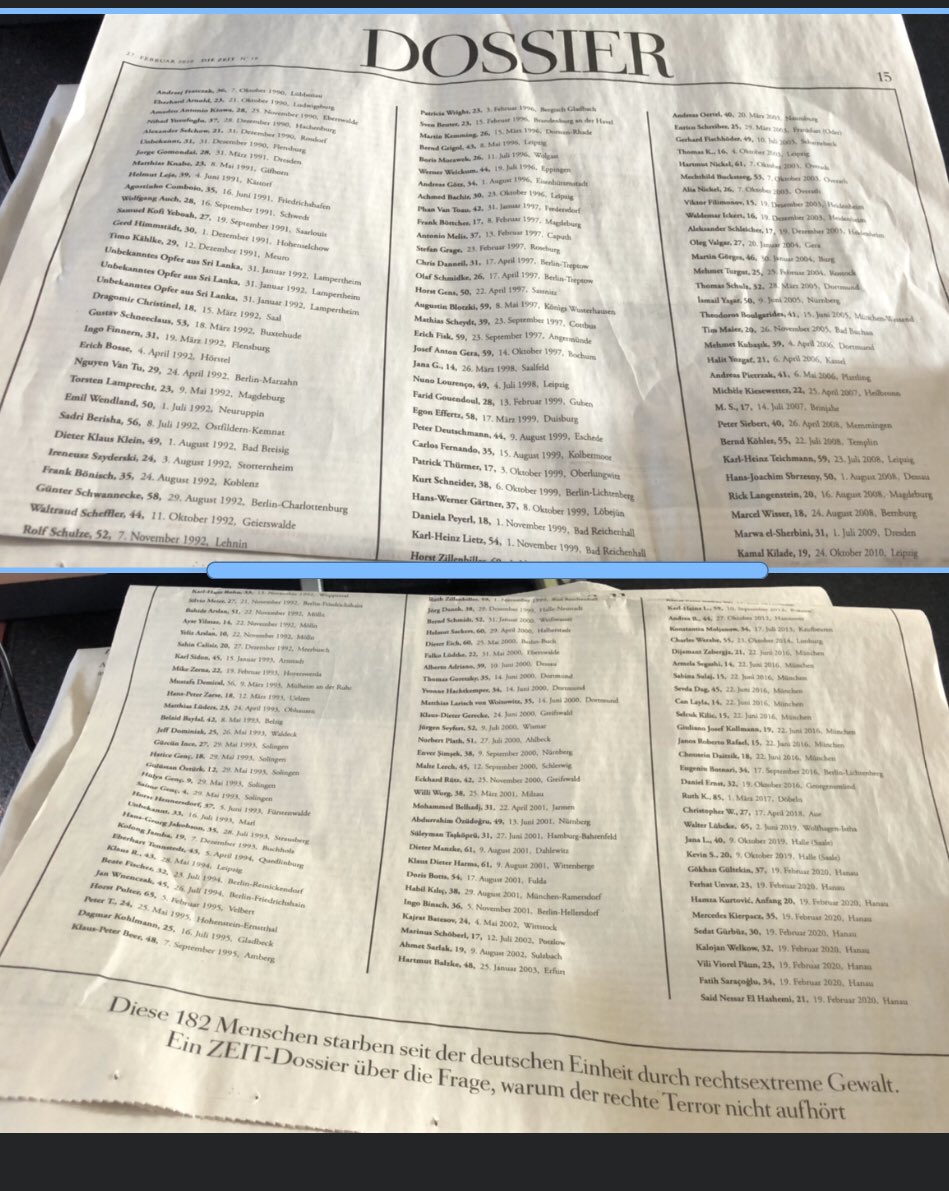 27. FEBRUAR 2020 DIE ZEIT
DOSSIER
15
Andrzej Fratczak, 36, 7. Oktober 1990, Lübbenau
Eberhard Arnold, 23, 21. Oktober 1990, Ludwigsburg
Amadeu Antonio Kiowa, 28, 25. November 1990, Eberswalde
Nihad Yusufoglu, 37, 28. Dezember 1990, Hachenburg
Alexander Selchow, 21, 31. Dezember 1990, Rosdorf
Unbekannt, 31, 31. Dezember 1990, Flensburg
Jorge Gomondai, 28, 31. März 1991, Dresden
Matthias Knabe, 23, 8. Mai 1991, Gifhorn
Helmut Leja, 39, 4. Juni 1991, Kästorf
Agostinho Comboio, 35, 16. Juni 1991, Friedrichshafen
Wolfgang Auch, 28, 16. September 1991, Schwedt
Samuel Kofi Yeboah, 27, 19. September 1991, Saarlouis
Gerd Himmstädt, 30, 1. Dezember 1991, Hohenselchow
Timo Kählke, 29, 12. Dezember 1991, Meuro
Unbekanntes Opfer aus Sri Lanka, 31. Januar 1992, Lampertheim
Unbekanntes Opfer aus Sri Lanka, 31. Januar 1992, Lampertheim
Unbekanntes Opfer aus Sri Lanka, 31. Januar 1992, Lampertheim
Dragomir Christinel, 18, 15. März 1992, Saal
Gustav Schneeclaus, 53, 18. März 1992, Buxtehude
Ingo Finnern, 31, 19. März 1992, Flensburg
Erich Bosse, 4. April 1992, Hörstel
Nguyen Van Tu, 29, 24. April 1992, Berlin-Marzahn
Torsten Lamprecht, 23, 9. Mai 1992, Magdeburg
Emil Wendland, 50, 1. Juli 1992, Neuruppin
Sadri Berisha, 56, 8. Juli 1992, Ostfildern-Kemnat
Dieter Klaus Klein, 49, 1. August 1992, Bad Breisig
Ireneusz Szyderski, 24, 3. August 1992, Stotternheim
Frank Bönisch, 35, 24. August 1992, Koblenz
Günter Schwannecke, 58, 29. August 1992, Berlin-Charlottenburg
Waltraud Scheffler, 44, 11. Oktober 1992, Geierswalde
Rolf Schulze, 52, 7. November 1992, Lehnin
Patricia Wright, 23, 3. Februar 1996, Bergisch Gladbach
Sven Beuter, 23, 15. Februar 1996, Brandenburg an der Havel
Martin Kemming, 26, 15. März 1996, Dorsten-Rhade
Bernd Grigol, 43, 8. Mai 1996, Leipzig
Boris Morawek, 26, 11. Juli 1996, Wolgast
Werner Weickum, 44, 19. Juli 1996, Eppingen
Andreas Götz, 34, 1. August 1996, Eisenhüttenstadt
Achmed Bachir, 30, 23. Oktober 1996, Leipzig
Phan Van Toau, 42, 31. Januar 1997, Fredersdorf
Frank Böttcher, 17, 8. Februar 1997, Magdeburg
Antonio Melis, 37, 13. Februar 1997, Caputh
Stefan Grage, 23. Februar 1997, Roseburg
Chris Danneil, 31, 17. April 1997, Berlin-Treptow
Olaf Schmidke, 26, 17. April 1997, Berlin-Treptow
Horst Gens, 50, 22. April 1997, Sassnitz
Augustin Blotzki, 59, 8. Mai 1997, Königs Wusterhausen
Mathias Scheydt, 39, 23. September 1997, Cottbus
Erich Fisk, 59, 23. September 1997, Angermünde
Josef Anton Gera, 59, 14. Oktober 1997, Bochum
Jana G., 14, 26. März 1998, Saalfeld
Nuno Lourenço, 49, 4. Juli 1998, Leipzig
Farid Gouendoul, 28, 13. Februar 1999, Guben
Egon Effertz, 58, 17. März 1999, Duisburg
Peter Deutschmann, 44, 9. August 1999, Eschede
Carlos Fernando, 35, 15. August 1999, Kolbermoor
Patrick Thürmer, 17, 3. Oktober 1999, Oberlungwitz
Kurt Schneider, 38, 6. Oktober 1999, Berlin-Lichtenberg
Hans-Werner Gärtner, 37, 8. Oktober 1999, Löbejün
Daniela Peyerl, 18, 1. November 1999, Bad Reichenhall
Karl-Heinz Lietz, 54, 1. November 1999, Bad Reichenhall
Horst Zillenbiller, 60,
Andreas Oertel, 40, 20. März 2003, Naumburg
Enrico Schreiber, 25, 29. März 2003, Frankfurt (Oder)
Gerhard Fischhöder, 49, 10. Juli 2003, Scharnebeck
Thomas K., 16, 4. Oktober 2003, Leipzig
Hartmut Nickel, 61, 7. Oktober 2003, Overath
Mechthild Bucksteeg, 53, 7. Oktober 2003, Overath
Alja Nickel, 26, 7. Oktober 2003, Overath
Viktor Filimonov, 15, 19. Dezember 2003, Heidenheim
Waldemar Ickert, 16, 19. Dezember 2003, Heidenheim
Aleksander Schleicher, 17, 19. Dezember 2003, Heidenheim
Oleg Valgar, 27, 20. Januar 2004, Gera
Martin Görges, 46, 30. Januar 2004, Burg
Mehmet Turgut, 25, 25. Februar 2004, Rostock
Thomas Schulz, 32, 28. März 2005, Dortmund
İsmail Yaşar, 50, 9. Juni 2005, Nürnberg
Theodoros Boulgarides, 41, 15. Juni 2005, München-Westend
Tim Maier, 20, 26. November 2005, Bad Buchau
Mehmet Kubaşık, 39, 4. April 2006, Dortmund
Halit Yozgat, 21, 6. April 2006, Kassel
Andreas Pietrzak, 41, 6. Mai 2006, Plattling
Michèle Kiesewetter, 22, 25. April 2007, Heilbronn
M. S., 17, 14. Juli 2007, Brinjahe
Peter Siebert, 40, 26. April 2008, Memmingen
Bernd Köhler, 55, 22. Juli 2008, Templin
Karl-Heinz Teichmann, 59, 23. Juli 2008, Leipzig
Hans-Joachim Sbrzesny, 50, 1. August 2008, Dessau
Rick Langenstein, 20, 16. August 2008, Magdeburg
Marcel Wisser, 18, 24. August 2008, Bernburg
Marwa el-Sherbini, 31, 1. Juli 2009, Dresden
Kamal Kilade, 19, 24. Oktober 2010, Leipzig
Karl-Hans Rohn, 53, 13. November 1992, Wuppertal
Silvio Meier, 27, 21. November 1992, Berlin-Friedrichshain
Bahide Arslan, 51, 22. November 1992, Mölln
Ayse Yilmaz, 14, 22. November 1992, Mölln
Yeliz Arslan, 10, 22. November 1992, Mölln
Sahin Calisir, 20, 27. Dezember 1992, Meerbusch
Karl Sidon, 45, 15. Januar 1993, Arnstadt
Mike Zerna, 22, 19. Februar 1993, Hoyerswerda
Mustafa Demiral, 56, 9. März 1993, Mülheim an der Ruhr
Hans-Peter Zarse, 18, 12. März 1993, Uelzen
Matthias Lüders, 23, 24. April 1993, Obhausen
Belaid Baylal, 42, 8. Mai 1993, Belzig
Jeff Dominiak, 25, 26. Mai 1993, Waldeck
Gürcün Ince, 27, 29. Mai 1993, Solingen
Hatice Genç, 18, 29. Mai 1993, Solingen
Gülüstan Öztürk, 12, 29. Mai 1993, Solingen
Hulya Genç, 9, 29. Mai 1993, Solingen
Saime Genç, 4, 29. Mai 1993, Solingen
Horst Hennersdorf, 37, 5. Juni 1993, Fürstenwalde
Unbekannt, 33, 16. Juli 1993, Marl
Hans-Georg Jakobson, 35, 28. Juli 1993, Strausberg
Kolong Jamba, 19, 7. Dezember 1993, Buchholz
Eberhart Tennstedt, 43, 5. April 1994, Quedlinburg
Klaus R., 43, 28. Mai 1994, Leipzig
Beate Fischer, 32, 23. Juli 1994, Berlin-Reinickendorf
Jan Wnenczak, 45, 26. Juli 1994, Berlin-Friedrichshain
Horst Pulter, 65, 5. Februar 1995, Velbert
Peter T., 24, 25. Mai 1995, Hohenstein-Ernstthal
Dagmar Kohlmann, 25, 16. Juli 1995, Gladbeck
Klaus-Peter Beer, 48, 7. September 1995, Amberg
Jörg Danek, 38, 29. Dezember 1999, Halle-Neustadt
Bernd Schmidt, 52, 31. Januar 2000, Weißwasser
Helmut Sackers, 60, 29. April 2000, Halberstadt
Dieter Eich, 60, 25. Mai 2000, Berlin-Buch
Falko Lüdtke, 22, 31. Mai 2000, Eberswalde
Alberto Adriano, 39, 10. Juni 2000, Dessau
Thomas Goretzky, 35, 14. Juni 2000, Dortmund
Yvonne Hachtkemper, 34, 14. Juni 2000, Dortmund
Matthias Larisch von Woitowitz, 35, 14. Juni 2000, Dortmund
Klaus-Dieter Gerecke, 24. Juni 2000, Greifswald
Jürgen Seyfert, 52, 9. Juli 2000, Wismar
Norbert Plath, 51, 27. Juli 2000, Ahlbeck
Enver Şimşek, 38, 9. September 2000, Nürnberg
Malte Lerch, 45, 12. September 2000, Schleswig
Eckhard Rütz, 42, 25. November 2000, Greifswald
Willi Worg, 38, 25. März 2001, Milzau
Mohammed Belhadj, 31, 22. April 2001, Jarmen
Abdurrahim Özüdoğru, 49, 13. Juni 2001, Nürnberg
Süleyman Taşköprü, 31, 27. Juni 2001, Hamburg-Bahrenfeld
Dieter Manzke, 61, 9. August 2001, Dahlewitz
Klaus Dieter Harms, 61, 9. August 2001, Wittenberge
Doris Botts, 54, 17. August 2001, Fulda
Habil Kılıç, 38, 29. August 2001, München-Ramersdorf
Ingo Binsch, 36, 5. November 2001, Berlin-Hellersdorf
Kajrat Batesov, 24, 4. Mai 2002, Wittstock
Marinus Schöberl, 17, 12. Juli 2002, Potzlow
Ahmet Sarlak, 19, 9. August 2002, Sulzbach
Hartmut Balzke, 48, 25. Januar 2003, Erfurt
Karl-Heinz L., 59, 30. September 2012,
Andrea B., 44, 27. Oktober 2012, Hannover
Konstantin Moljanow, 34, 17. Juli 2013, Kaufbeuren
Charles Werabe, 55, 23. Oktober 2014, Limburg
Dijamant Zabergja, 21, 22. Juni 2016, München
Armela Segashi, 14, 22. Juni 2016, München
Sabina Sulaj, 15, 22. Juni 2016, München
Sevda Dag, 45, 22. Juni 2016, München
Can Layla, 14, 22. Juni 2016, München
Selcuk Kilic, 15, 22. Juni 2016, München
Giuliano Josef Kollmann, 19, 22. Juni 2016, München
Janos Roberto Rafael, 15, 22. Juni 2016, München
Chousein Daitzik, 18, 22. Juni 2016, München
Eugeniu Botnari, 34, 17. September 2016, Berlin-Lichtenberg
Daniel Ernst, 32, 19. Oktober 2016, Georgensmünd
Ruth K., 85, 1. März 2017, Döbeln
Christopher W., 27, 17. April 2018, Aue
Walter Lübcke, 65, 2. Juni 2019, Wolfhagen-Istha
Jana L., 40, 9. Oktober 2019, Halle (Saale)
Kevin S., 20, 9. Oktober 2019, Halle (Saale)
Gökhan Gültekin, 37, 19. Februar 2020, Hanau
Ferhat Unvar, 23, 19. Februar 2020, Hanau
Hamza Kurtović, Anfang 20, 19. Februar 2020, Hanau
Mercedes Kierpacz, 35, 19. Februar 2020, Hanau
Sedat Gürbüz, 30, 19. Februar 2020, Hanau
Kalojan Welkow, 32, 19. Februar 2020, Hanau
Vili Viorel Păun, 23, 19. Februar 2020, Hanau
Fatih Saraçoğlu, 34, 19. Februar 2020, Hanau
Said Nessar El Hashemi, 21, 19. Februar 2020, Hanau
Diese 182 Menschen starben seit der deutschen Einheit durch rechtsextreme Gewalt.
Ein ZEIT-Dossier über die Frage, warum der rechte Terror nicht aufhört